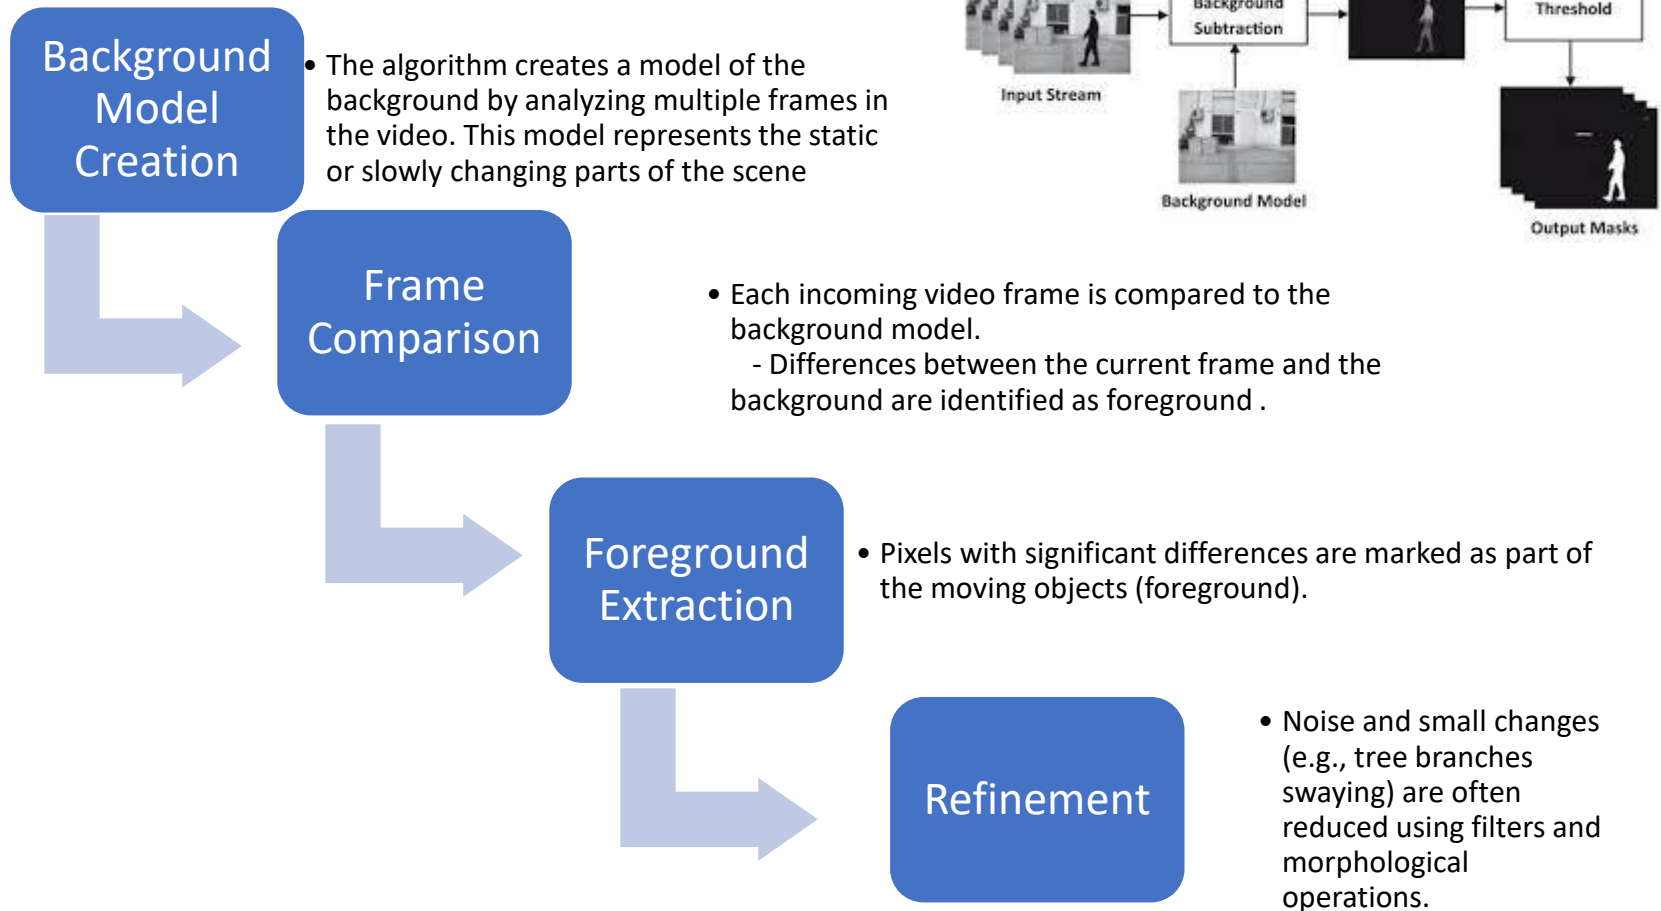 Background
Model
Creation
• The algorithm creates a model of the
background by analyzing multiple frames in
the video. This model represents the static
or slowly changing parts of the scene
Background
Subtraction
Threshold
Input Stream
Background Model
Output Masks
Frame
Comparison
• Each incoming video frame is compared to the
background model.
- Differences between the current frame and the
background are identified as foreground .
Foreground
Extraction
• Pixels with significant differences are marked as part of
the moving objects (foreground).
Refinement
• Noise and small changes
(e.g., tree branches
swaying) are often
reduced using filters and
morphological
operations.